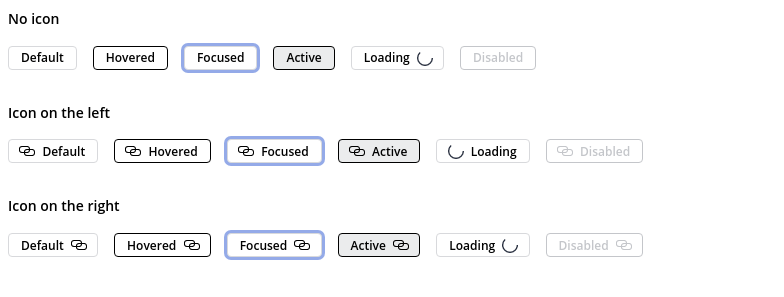 No icon
Default Hovered Focused Active Loading Disabled
Icon on the left
Default Hovered Focused Active Loading Disabled
Icon on the right
Default Hovered Focused Active Loading Disabled